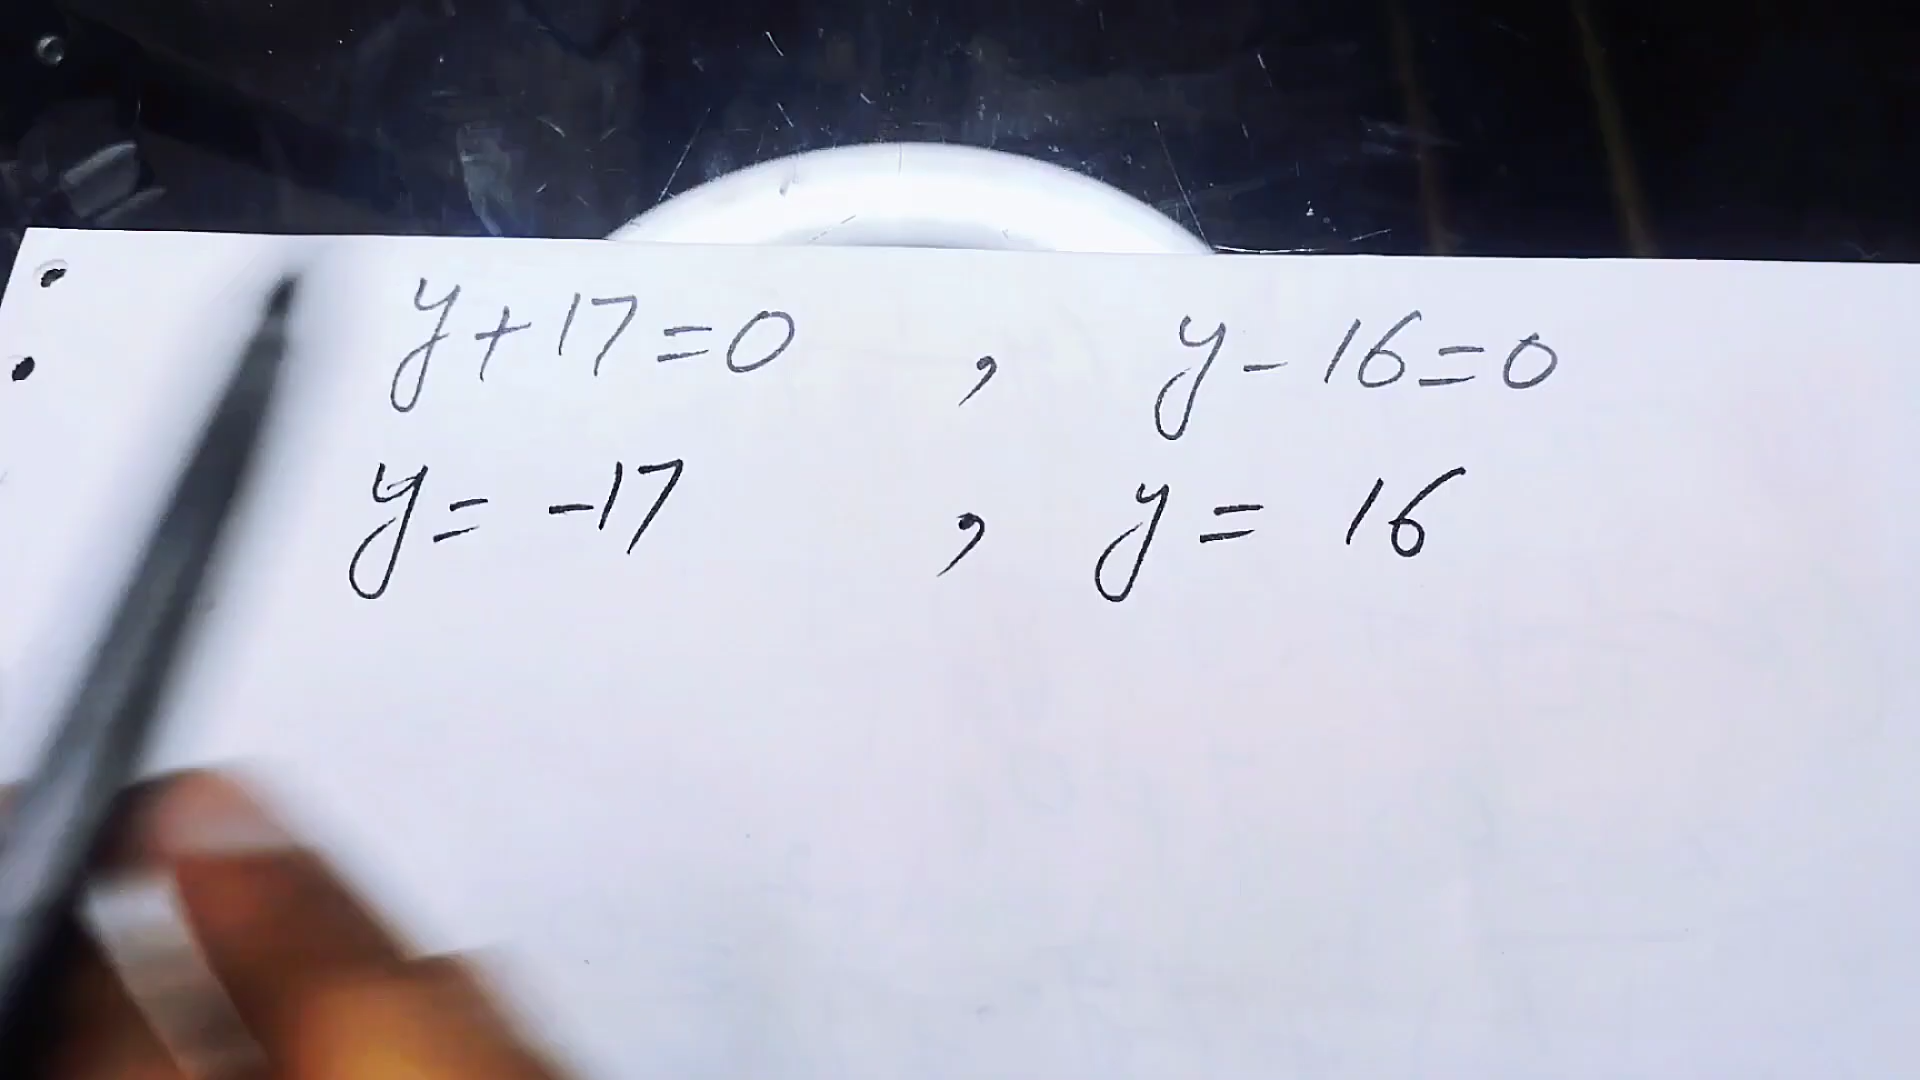 y+17=0 , y-16=0
y= -17 , y= 16